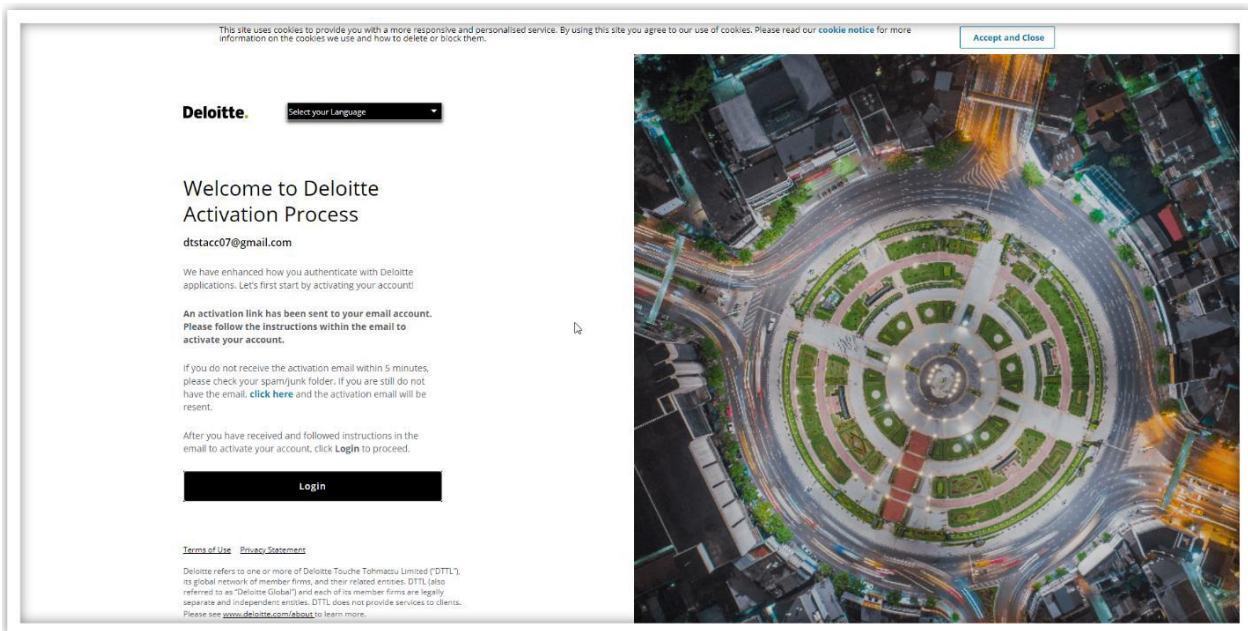 This site uses cookies to provide you with a more responsive and personalised service. By using this site you agree to our use of cookies. Please read our cookie notice for more
information on the cookies we use and how to delete or block them.
Accept and Close
Deloitte.
Select your Language
Welcome to Deloitte
Activation Process
dtstacc07@gmail.com
We have enhanced how you authenticate with Deloitte
applications. Let's first start by activating your account!
An activation link has been sent to your email account.
Please follow the instructions within the email to
activate your account.
If you do not receive the activation email within 5 minutes,
please check your spam/junk folder. If you are still do not
have the email, click here and the activation email will be
resent.
After you have received and followed instructions in the
email to activate your account, click Login to proceed.
Login
Terms of Use Privacy Statement
Deloitte refers to one or more of Deloitte Touche Tohmatsu Limited ("DTTL"),
its global network of member firms, and their related entities. DTTL (also
referred to as "Deloitte Global") and each of its member firms are legally
separate and independent entities. DTTL does not provide services to clients.
Please see www.deloitte.com/about to learn more.